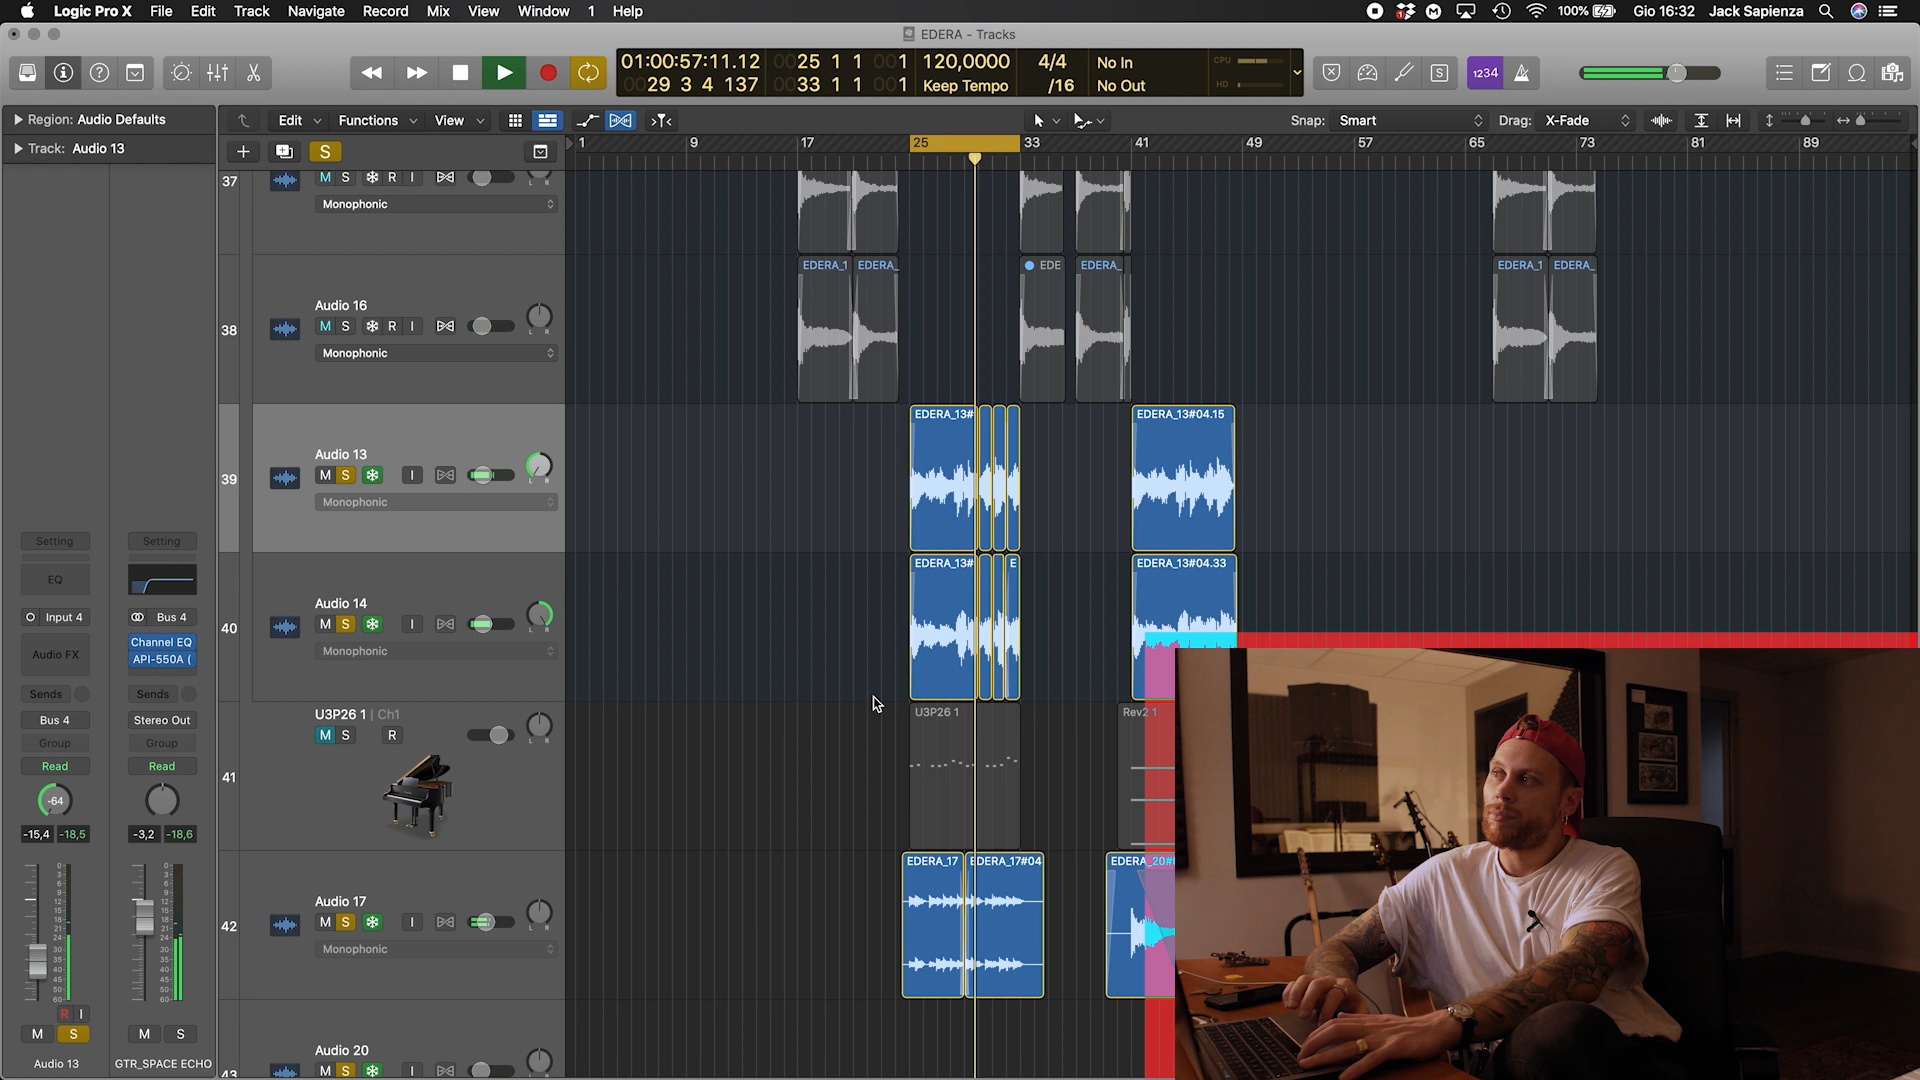 Logic Pro X File Edit Track Navigate Record Mix View Window 1 Help
100% Gio 16:32 Jack Sapienza
EDERA - Tracks
01:00:57:11.12 0025 1 1 001 120,0000 4/4 No In
0029 3 4 137 0033 1 1 001 Keep Tempo /16 No Out
CPU
HD
1234
Region: Audio Defaults
Track: Audio 13
Edit Functions View
Snap: Smart Drag: X-Fade
S
1 9 17 25 33 41 49 57 65 73 81 89
37 M S R I
Monophonic
EDERA_1 EDERA_ EDE EDERA_ EDERA_1 EDERA_
Audio 16
38 M S R I
Monophonic
EDERA_13# EDERA_13#04.15
Audio 13
39 M S I
Monophonic
EDERA_13# E EDERA_13#04.33
Audio 14
40 M S I
Monophonic
U3P26 1 | Ch1
M S R
U3P26 1 Rev2 1
41
EDERA_17 EDERA_17#04 EDERA_20#0
Audio 17
42 M S I
Monophonic
Audio 20
43 M S I
Setting Setting
EQ
Input 4 Bus 4
Audio FX Channel EQ
API-550A (
Sends Sends
Bus 4 Stereo Out
Group Group
Read Read
-64
-15,4 -18,5 -3,2 -18,6
R I
M S M S
Audio 13 GTR_SPACE ECHO